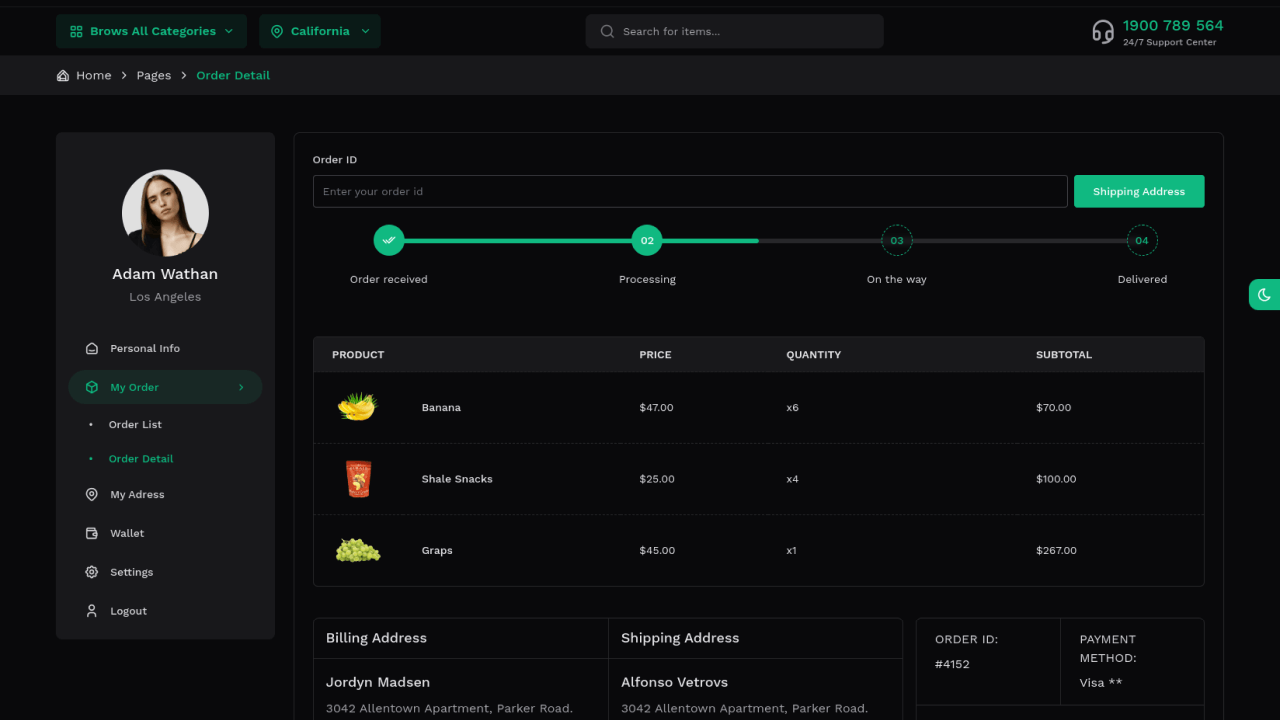 Brows All Categories
California
Search for items...
1900 789 564
24/7 Support Center
Home
Pages
Order Detail
Adam Wathan
Los Angeles
Personal Info
My Order
Order List
Order Detail
My Adress
Wallet
Settings
Logout
Order ID
Enter your order id
Shipping Address
02
03
04
Order received
Processing
On the way
Delivered
PRODUCT PRICE QUANTITY SUBTOTAL
Banana $47.00 x6 $70.00
Shale Snacks $25.00 x4 $100.00
Graps $45.00 x1 $267.00
Billing Address
Jordyn Madsen
3042 Allentown Apartment, Parker Road.
Shipping Address
Alfonso Vetrovs
3042 Allentown Apartment, Parker Road.
ORDER ID:
#4152
PAYMENT
METHOD:
Visa **